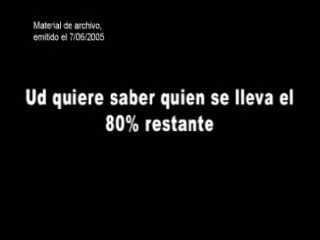 Material de archivo,
emitido el 7/06/2005
Ud quiere saber quien se lleva el
80% restante